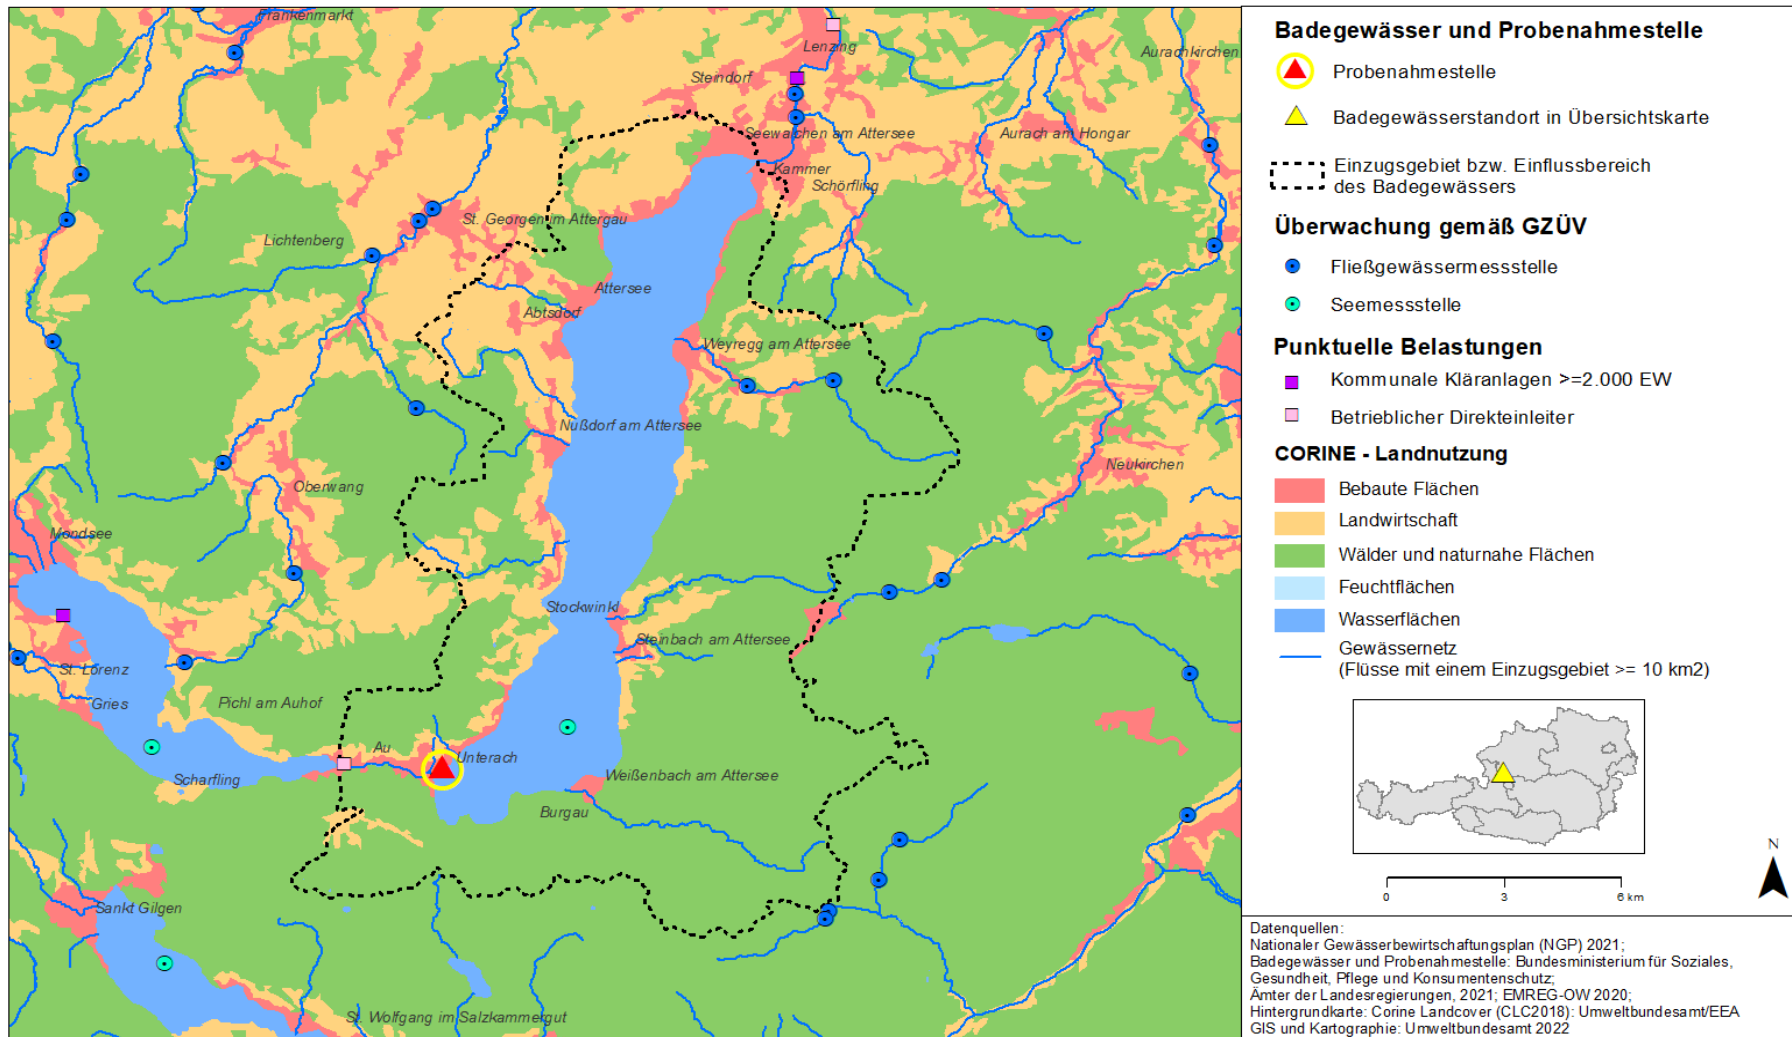 Frankenmarkt
Lenzing
Aurachkirchen
Steindorf
Seewalchen am Attersee
Aurach am Hongar
Kammer
Schörfling
St. Georgen im Attergau
Lichtenberg
Attersee
Abtsdorf
Weyregg am Attersee
Nußdorf am Attersee
Neukirchen
Oberwang
Mondsee
Stockwinkl
Steinbach am Attersee
St. Lorenz
Gries
Pichl am Auhof
Au
Unterach
Scharfling
Weißenbach am Attersee
Burgau
Sankt Gilgen
St. Wolfgang im Salzkammergut
Badegewässer und Probenahmestelle
Probenahmestelle
Badegewässerstandort in Übersichtskarte
Einzugsgebiet bzw. Einflussbereich
des Badegewässers
Überwachung gemäß GZÜV
Fließgewässermessstelle
Seemessstelle
Punktuelle Belastungen
Kommunale Kläranlagen >=2.000 EW
Betrieblicher Direkteinleiter
CORINE - Landnutzung
Bebaute Flächen
Landwirtschaft
Wälder und naturnahe Flächen
Feuchtflächen
Wasserflächen
Gewässernetz
(Flüsse mit einem Einzugsgebiet >= 10 km2)
N
0 3 6 km
Datenquellen:
Nationaler Gewässerbewirtschaftungsplan (NGP) 2021;
Badegewässer und Probenahmestelle: Bundesministerium für Soziales,
Gesundheit, Pflege und Konsumentenschutz;
Ämter der Landesregierungen, 2021; EMREG-OW 2020;
Hintergrundkarte: Corine Landcover (CLC2018): Umweltbundesamt/EEA
GIS und Kartographie: Umweltbundesamt 2022